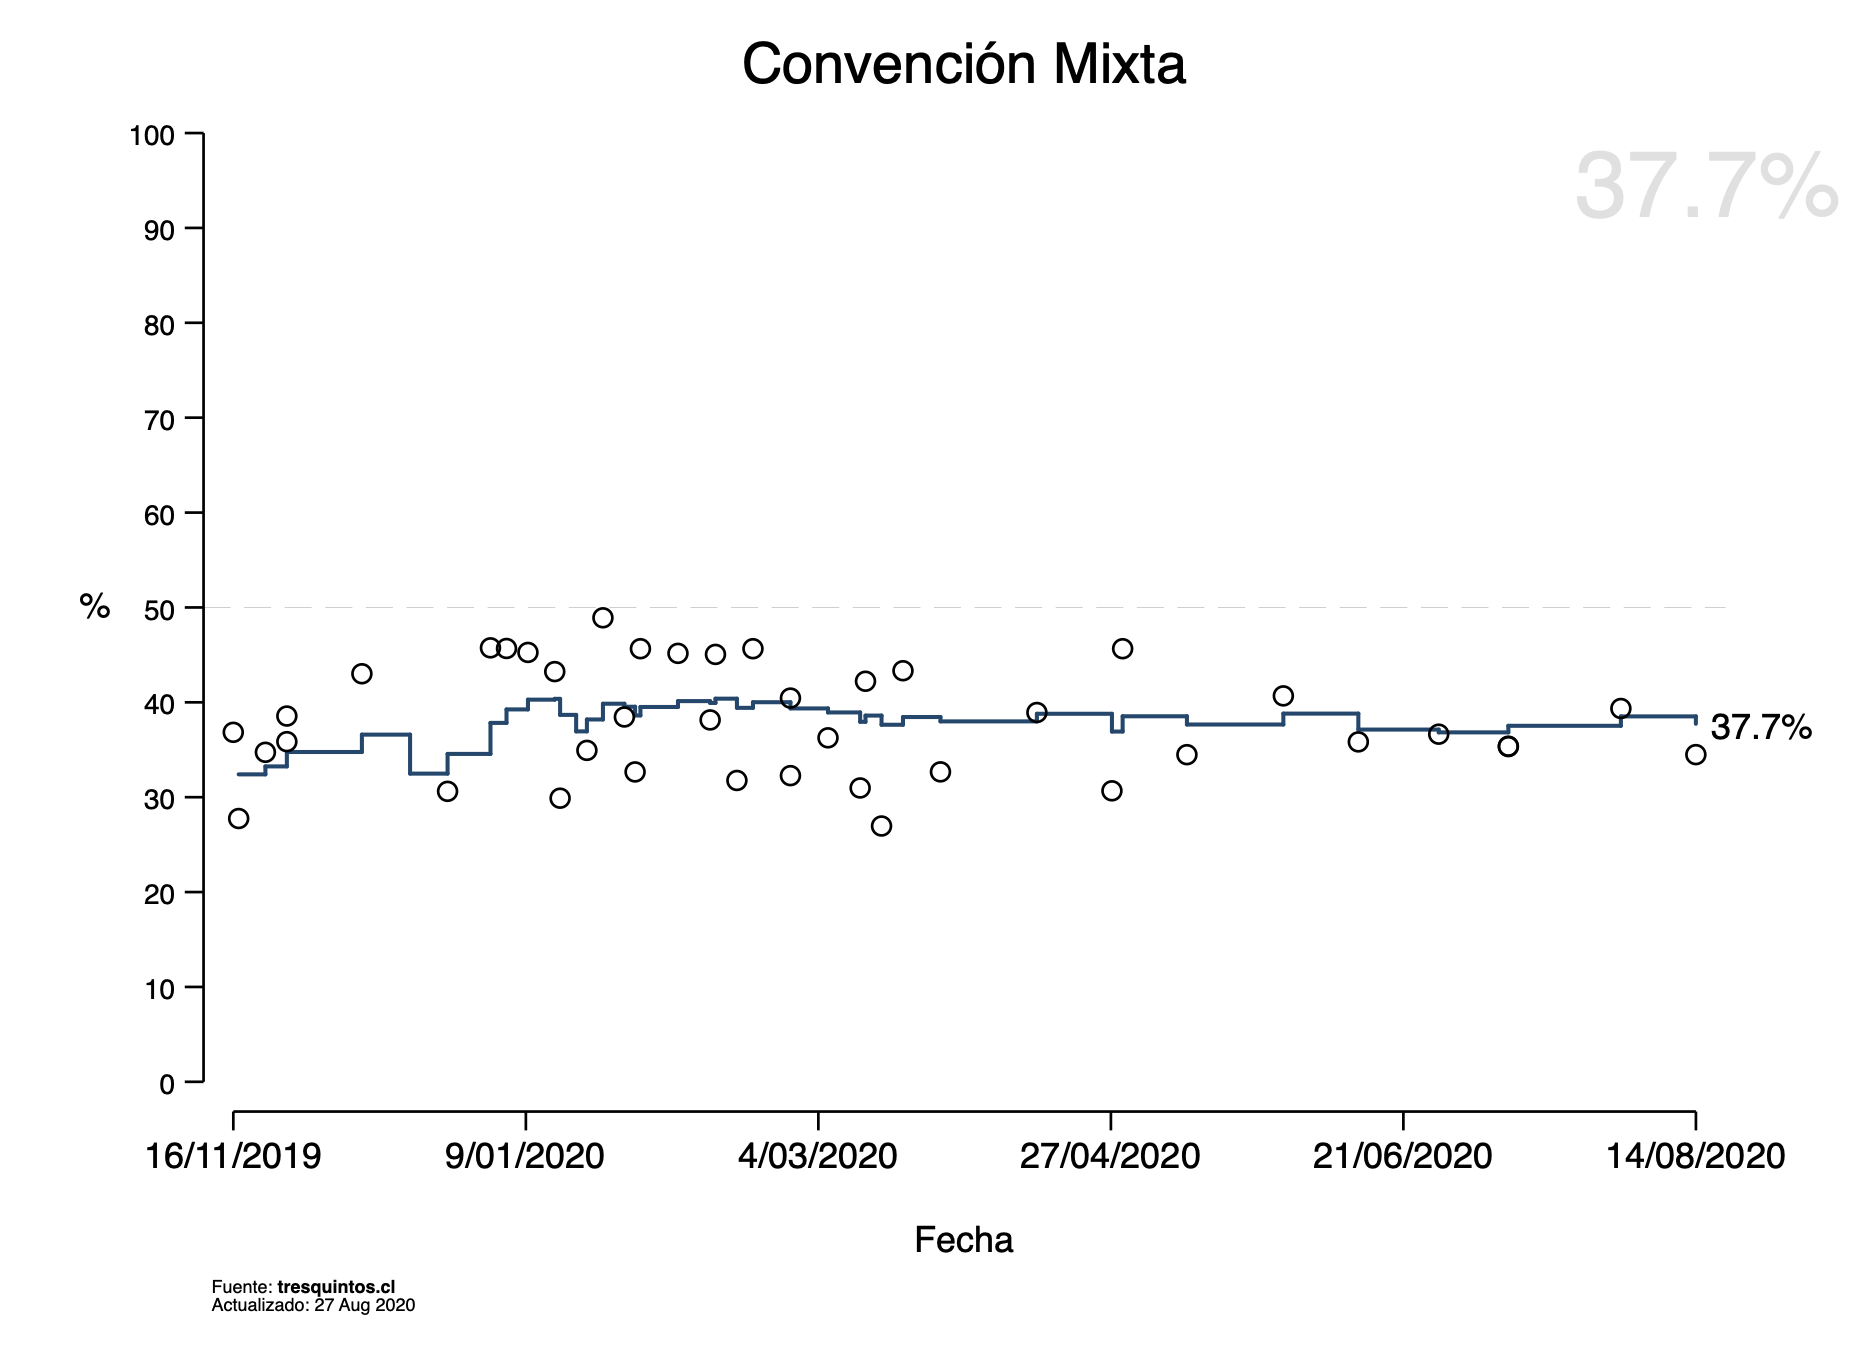 Convención Mixta
37.7%
100
90
80
70
60
50
40
30
20
10
0
%
37.7%
16/11/2019 9/01/2020 4/03/2020 27/04/2020 21/06/2020 14/08/2020
Fecha
Fuente: tresquintos.cl
Actualizado: 27 Aug 2020